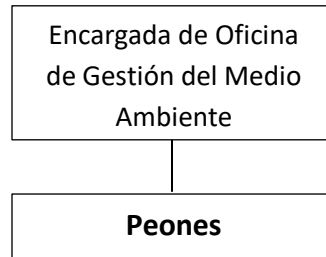 Encargada de Oficina
de Gestión del Medio
Ambiente
Peones